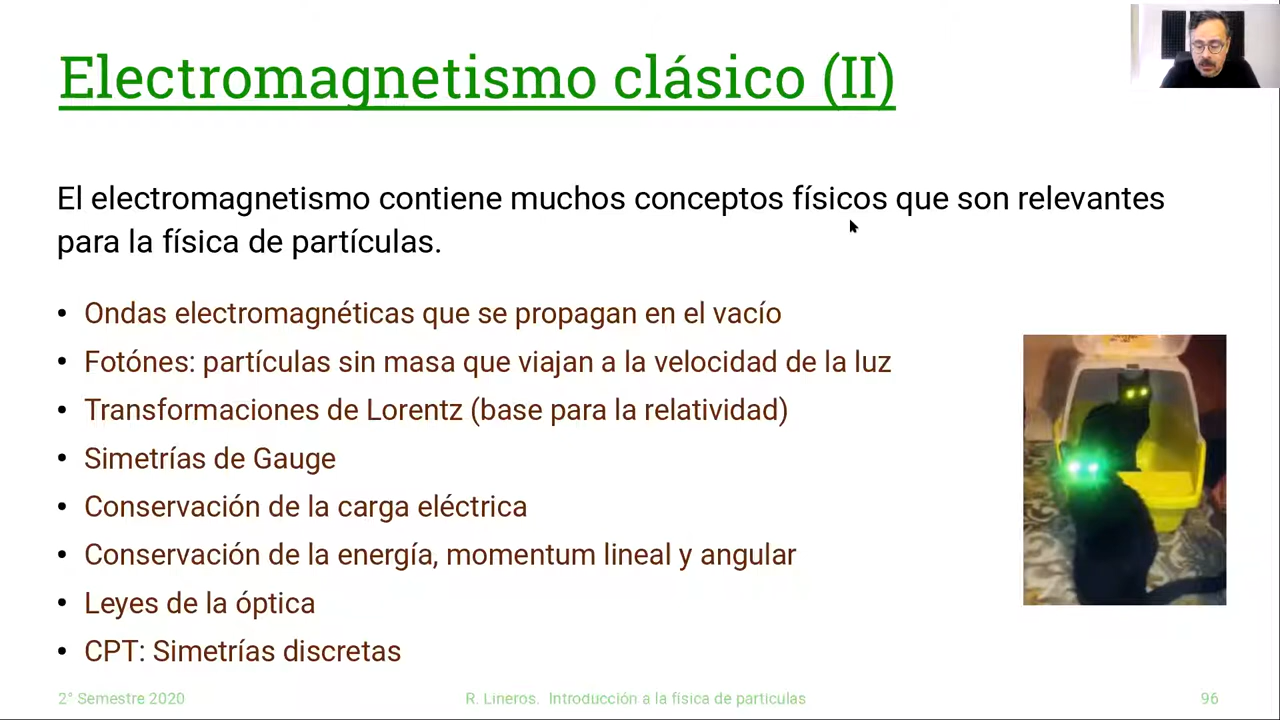 Electromagnetismo clásico (II)
El electromagnetismo contiene muchos conceptos físicos que son relevantes
para la física de partículas.
• Ondas electromagnéticas que se propagan en el vacío
• Fotónes: partículas sin masa que viajan a la velocidad de la luz
• Transformaciones de Lorentz (base para la relatividad)
• Simetrías de Gauge
• Conservación de la carga eléctrica
• Conservación de la energía, momentum lineal y angular
• Leyes de la óptica
• CPT: Simetrías discretas
2° Semestre 2020
R. Lineros. Introducción a la física de particulas
96